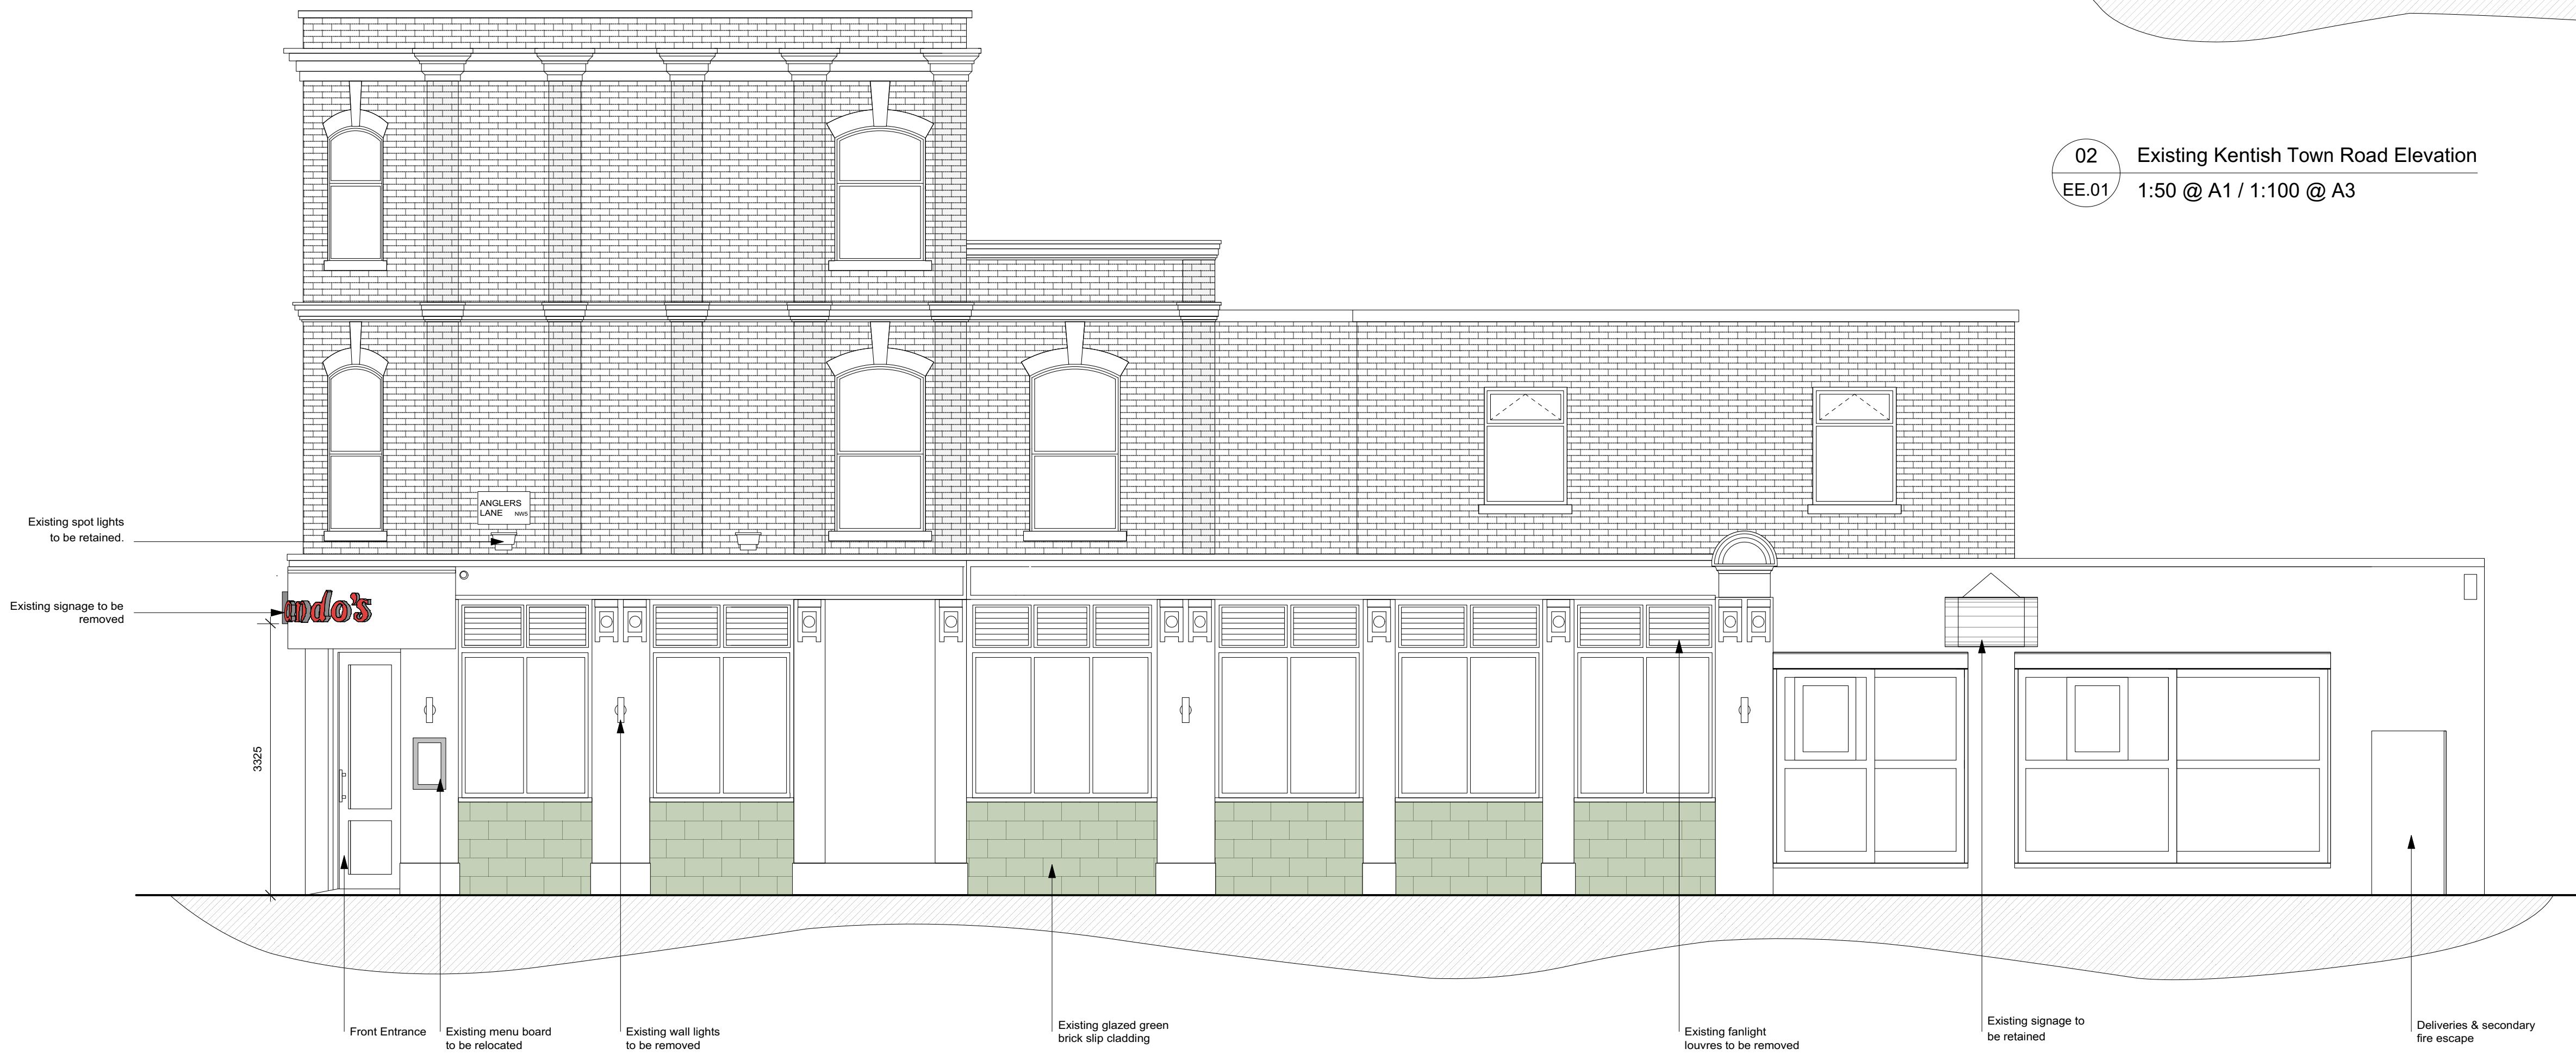 02
Existing Kentish Town Road Elevation
EE.01
1:50 @ A1 / 1:100 @ A3
ANGLERS
LANE NW5
Existing spot lights
to be retained.
ando's
Existing signage to be
removed
3325
Front Entrance
Existing menu board
to be relocated
Existing wall lights
to be removed
Existing glazed green
brick slip cladding
Existing fanlight
louvres to be removed
Existing signage to
be retained
Deliveries & secondary
fire escape